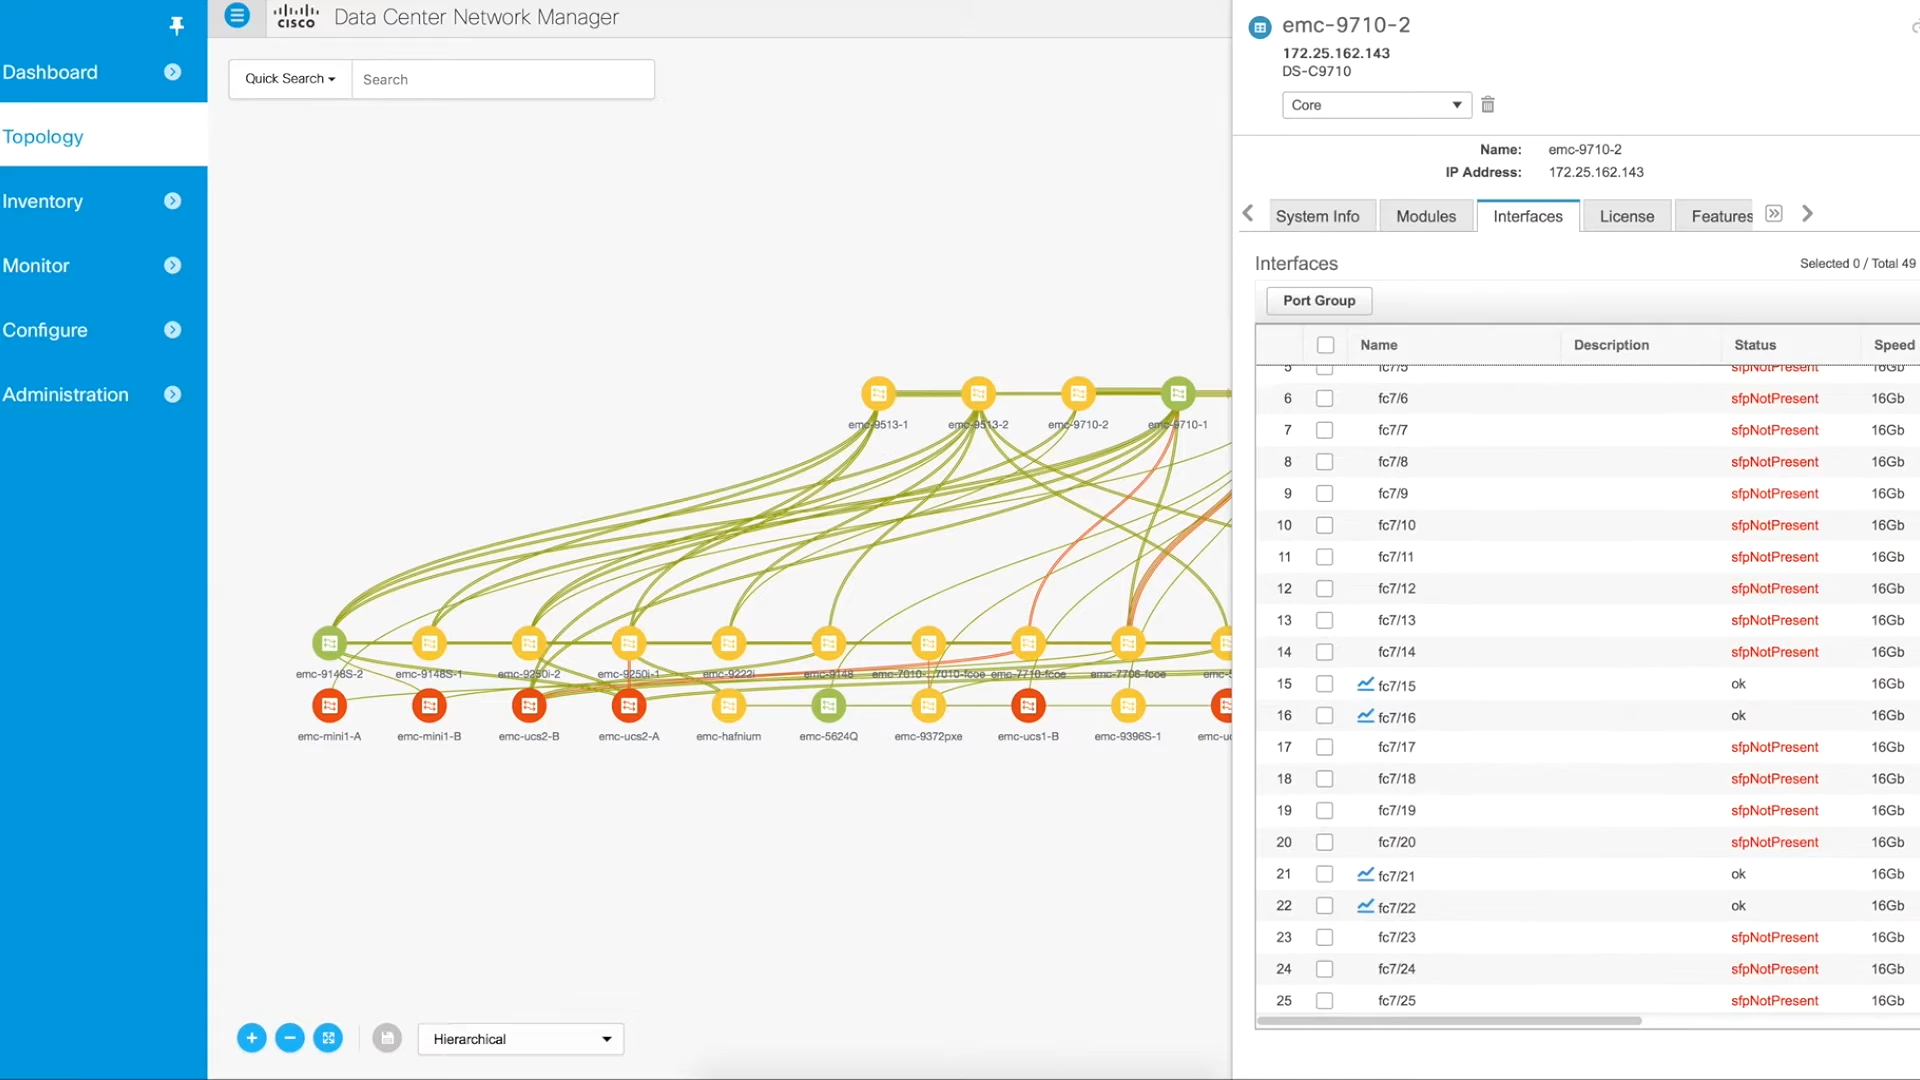 Dashboard
Topology
Inventory
Monitor
Configure
Administration
CISCO Data Center Network Manager
Quick Search Search
emc-9513-1 emc-9513-2 emc-9710-2 emc-9710-1
emc-9148S-2 emc-9148S-1 emc-9250i-2 emc-9250i-1 emc-9222i emc-9148 emc-7710-fcoe emc-7706-fcoe
emc-mini1-A emc-mini1-B emc-ucs2-B emc-ucs2-A emc-hafnium emc-5624Q emc-9372pxe emc-ucs1-B emc-9396S-1
Hierarchical
emc-9710-2
172.25.162.143
DS-C9710
Core
Name: emc-9710-2
IP Address: 172.25.162.143
System Info Modules Interfaces License Features
Interfaces Selected 0 / Total 49
Port Group
Name Description Status Speed
5 fc7/5 sfpNotPresent 16Gb
6 fc7/6 sfpNotPresent 16Gb
7 fc7/7 sfpNotPresent 16Gb
8 fc7/8 sfpNotPresent 16Gb
9 fc7/9 sfpNotPresent 16Gb
10 fc7/10 sfpNotPresent 16Gb
11 fc7/11 sfpNotPresent 16Gb
12 fc7/12 sfpNotPresent 16Gb
13 fc7/13 sfpNotPresent 16Gb
14 fc7/14 sfpNotPresent 16Gb
15 fc7/15 ok 16Gb
16 fc7/16 ok 16Gb
17 fc7/17 sfpNotPresent 16Gb
18 fc7/18 sfpNotPresent 16Gb
19 fc7/19 sfpNotPresent 16Gb
20 fc7/20 sfpNotPresent 16Gb
21 fc7/21 ok 16Gb
22 fc7/22 ok 16Gb
23 fc7/23 sfpNotPresent 16Gb
24 fc7/24 sfpNotPresent 16Gb
25 fc7/25 sfpNotPresent 16Gb